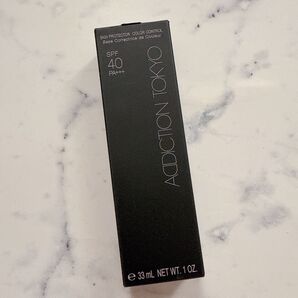 SKIN PROTECTOR COLOR CONTROL
Base Correctrice de Couleur
SPF
40
PA+++
ADDICTION TOKYO
℮ 33 mL NET WT. 1 OZ.